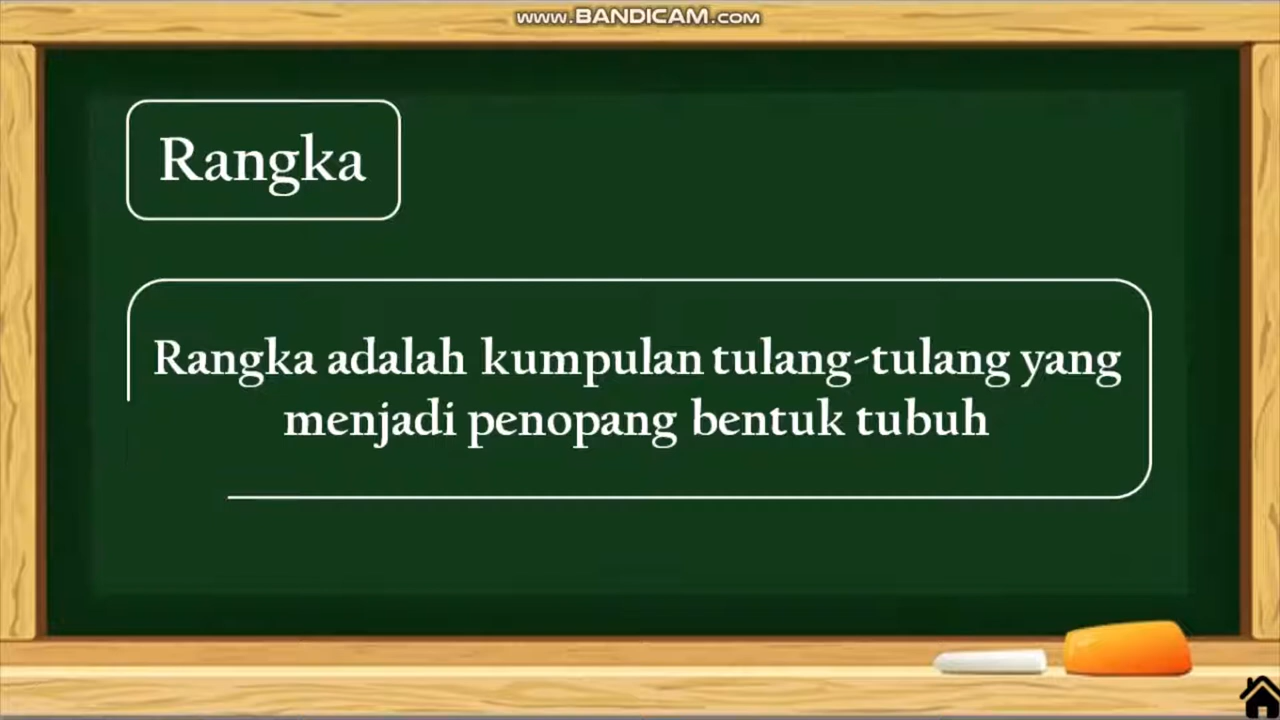 www.BANDICAM.com
Rangka
Rangka adalah kumpulan tulang-tulang yang
menjadi penopang bentuk tubuh